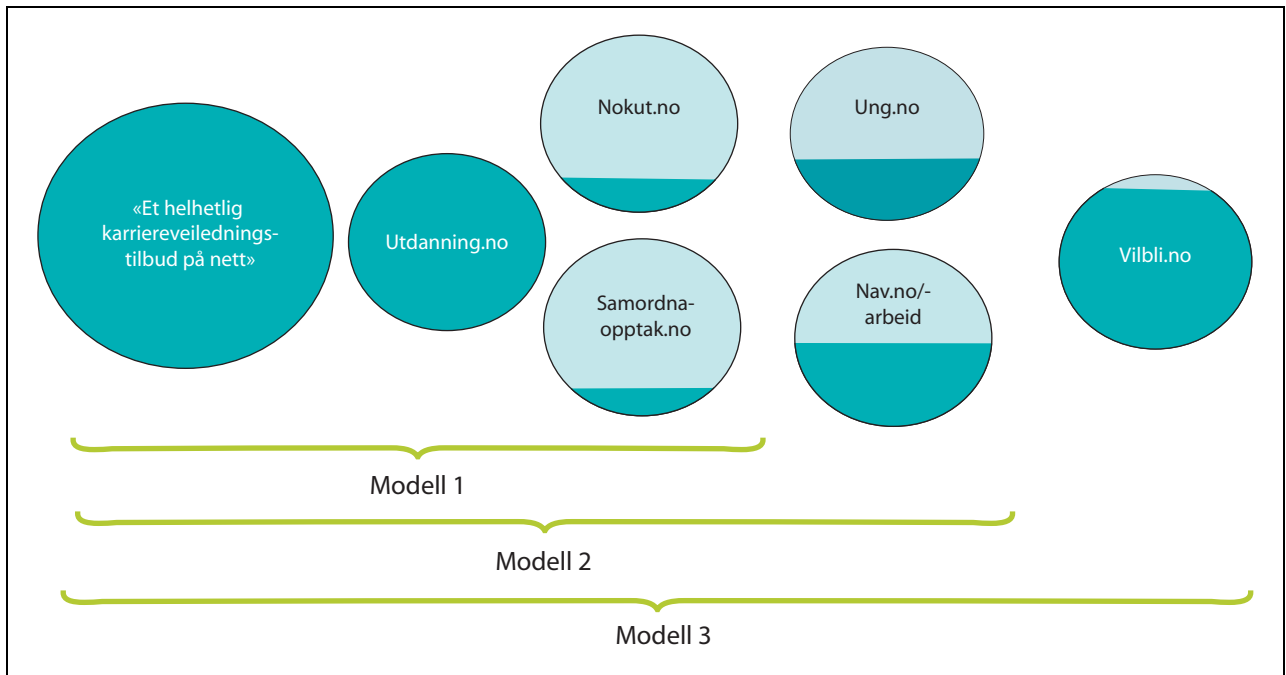 «Et helhetlig
karriereveilednings-
tilbud på nett»
Utdanning.no
Nokut.no
Samordna-
opptak.no
Ung.no
Nav.no/-
arbeid
Vilbli.no
Modell 1
Modell 2
Modell 3